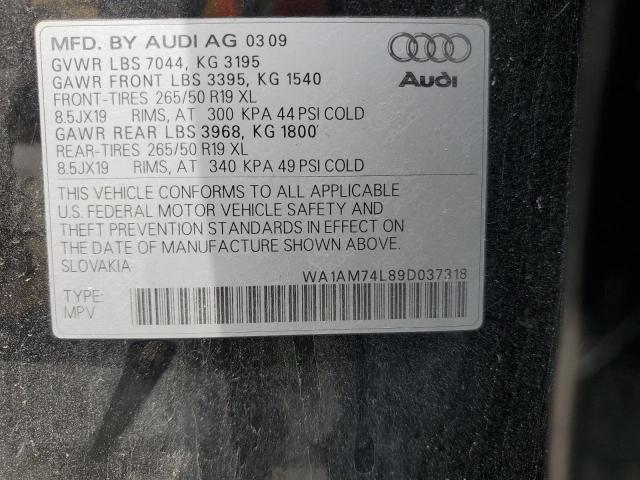 MFD. BY AUDI AG 03 09
GVWR LBS 7044, KG 3195
GAWR FRONT LBS 3395, KG 1540
FRONT-TIRES 265/50 R19 XL
8.5JX19 RIMS, AT 300 KPA 44 PSI COLD
GAWR REAR LBS 3968, KG 1800
REAR-TIRES 265/50 R19 XL
8.5JX19 RIMS, AT 340 KPA 49 PSI COLD
Audi
THIS VEHICLE CONFORMS TO ALL APPLICABLE
U.S. FEDERAL MOTOR VEHICLE SAFETY AND
THEFT PREVENTION STANDARDS IN EFFECT ON
THE DATE OF MANUFACTURE SHOWN ABOVE.
SLOVAKIA
WA1AM74L89D037318
TYPE:
MPV